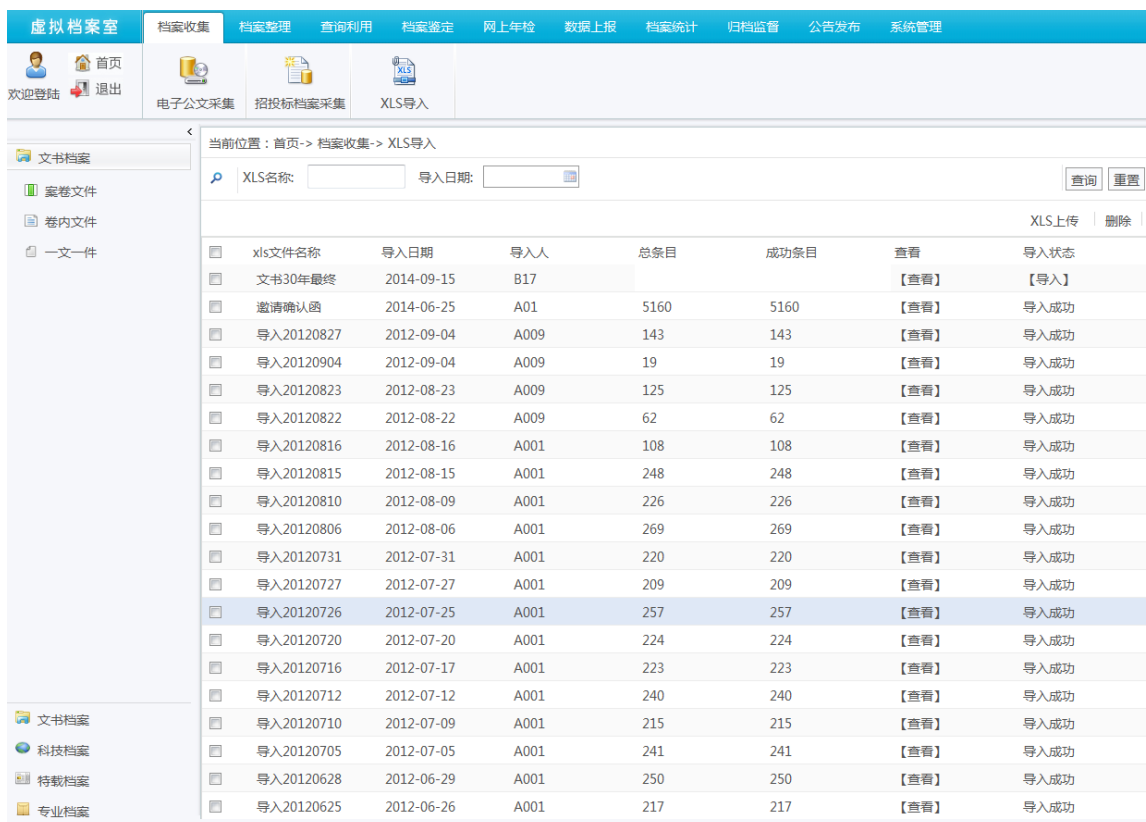 虚拟档案室 档案收集 档案整理 查询利用 档案鉴定 网上年检 数据上报 档案统计 归档监督 公告发布 系统管理
首页
欢迎登陆 退出
电子公文采集 招投标档案采集 XLS导入
当前位置：首页-> 档案收集-> XLS导入
文书档案
案卷文件
卷内文件
一文一件
XLS名称: 导入日期: 查询 重置
XLS上传 删除
xls文件名称 导入日期 导入人 总条目 成功条目 查看 导入状态
文书30年最终 2014-09-15 B17 【查看】 【导入】
邀请确认函 2014-06-25 A01 5160 5160 【查看】 导入成功
导入20120827 2012-09-04 A009 143 143 【查看】 导入成功
导入20120904 2012-09-04 A009 19 19 【查看】 导入成功
导入20120823 2012-08-23 A009 125 125 【查看】 导入成功
导入20120822 2012-08-22 A009 62 62 【查看】 导入成功
导入20120816 2012-08-16 A001 108 108 【查看】 导入成功
导入20120815 2012-08-15 A001 248 248 【查看】 导入成功
导入20120810 2012-08-09 A001 226 226 【查看】 导入成功
导入20120806 2012-08-06 A001 269 269 【查看】 导入成功
导入20120731 2012-07-31 A001 220 220 【查看】 导入成功
导入20120727 2012-07-27 A001 209 209 【查看】 导入成功
导入20120726 2012-07-25 A001 257 257 【查看】 导入成功
导入20120720 2012-07-20 A001 224 224 【查看】 导入成功
导入20120716 2012-07-17 A001 223 223 【查看】 导入成功
导入20120712 2012-07-12 A001 240 240 【查看】 导入成功
导入20120710 2012-07-09 A001 215 215 【查看】 导入成功
导入20120705 2012-07-05 A001 241 241 【查看】 导入成功
导入20120628 2012-06-29 A001 250 250 【查看】 导入成功
导入20120625 2012-06-26 A001 217 217 【查看】 导入成功
文书档案
科技档案
特载档案
专业档案